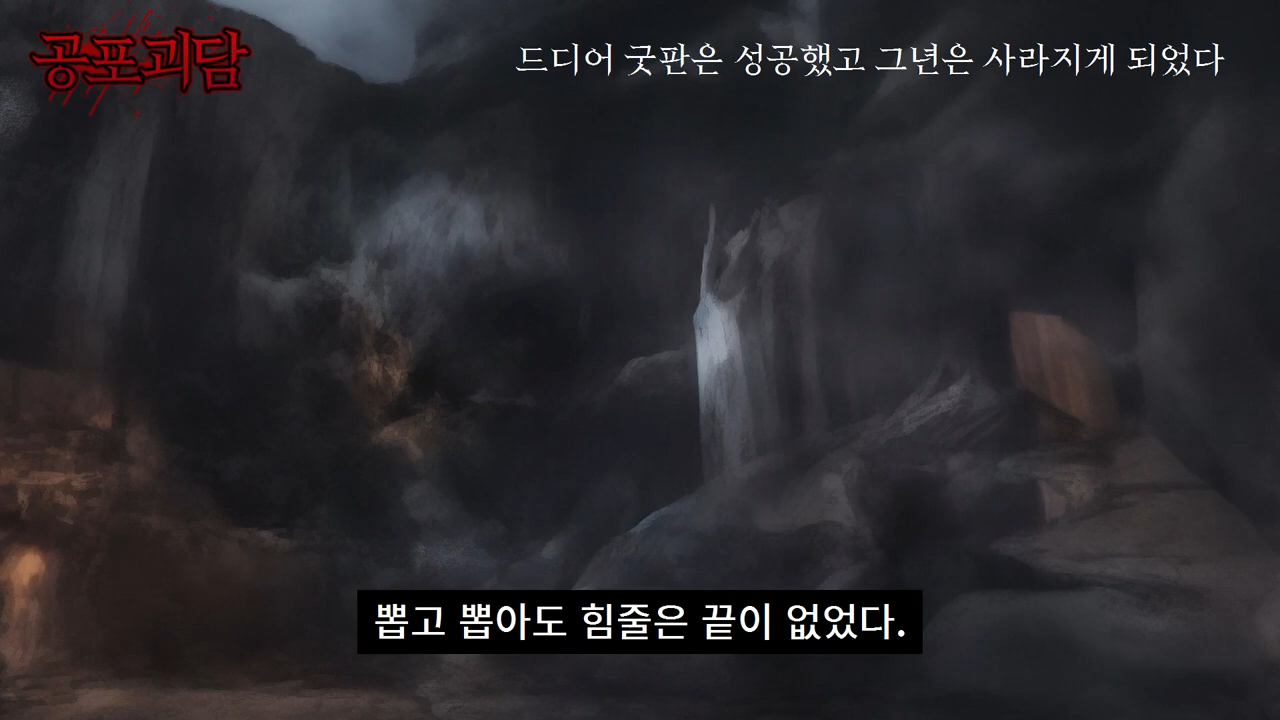 공포괴담
드디어 굿판은 성공했고 그년은 사라지게 되었다
뽑고 뽑아도 힘줄은 끝이 없었다.